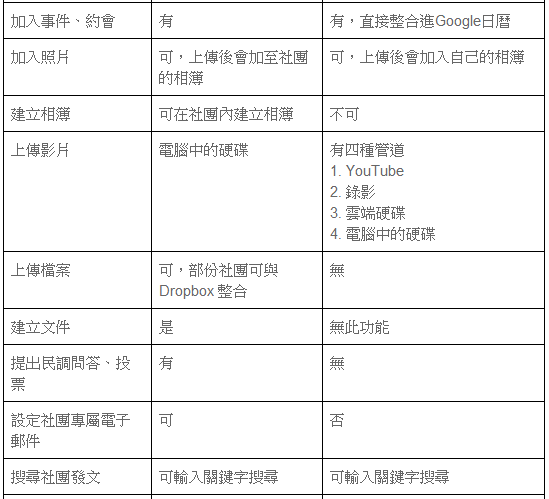 加入事件、約會
有
有，直接整合進Google日曆
加入照片
可，上傳後會加至社團
的相簿
可，上傳後會加入自己的相簿
建立相簿
可在社團內建立相簿
不可
上傳影片
電腦中的硬碟
有四種管道
1. YouTube
2. 錄影
3. 雲端硬碟
4. 電腦中的硬碟
上傳檔案
可，部份社團可與
Dropbox 整合
無
建立文件
是
無此功能
提出民調問答、投
票
有
無
設定社團專屬電子
郵件
可
否
搜尋社團發文
可輸入關鍵字搜尋
可輸入關鍵字搜尋